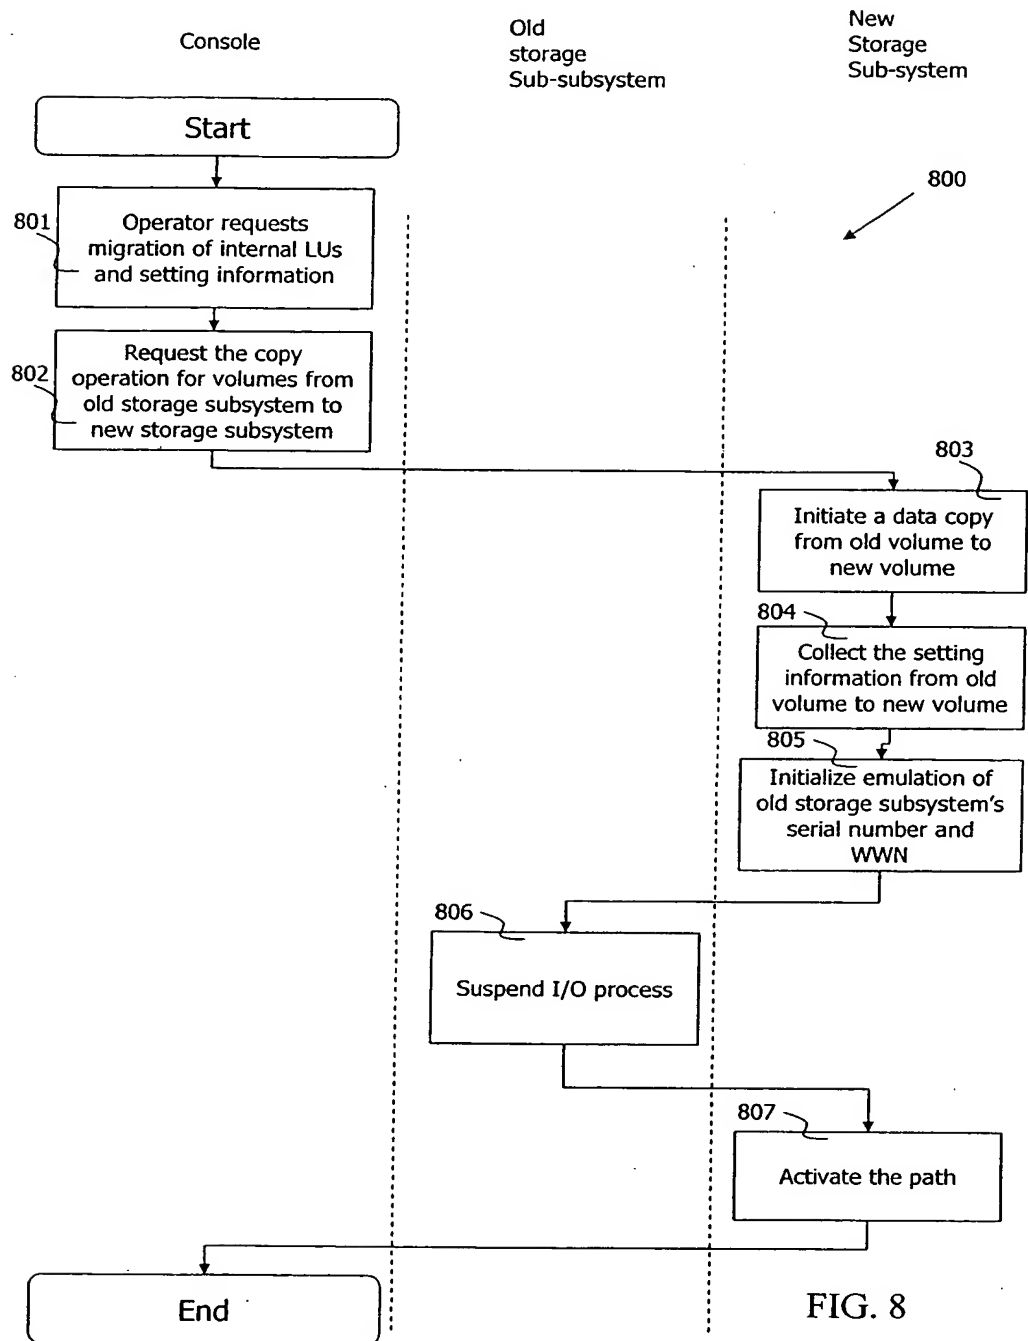 Console
Old
storage
Sub-subsystem
New
Storage
Sub-system
Start
800
801
Operator requests
migration of internal LUs
and setting information
802
Request the copy
operation for volumes from
old storage subsystem to
new storage subsystem
803
Initiate a data copy
from old volume to
new volume
804
Collect the setting
information from old
volume to new volume
805
Initialize emulation of
old storage subsystem's
serial number and
WWN
806
Suspend I/O process
807
Activate the path
End
FIG. 8